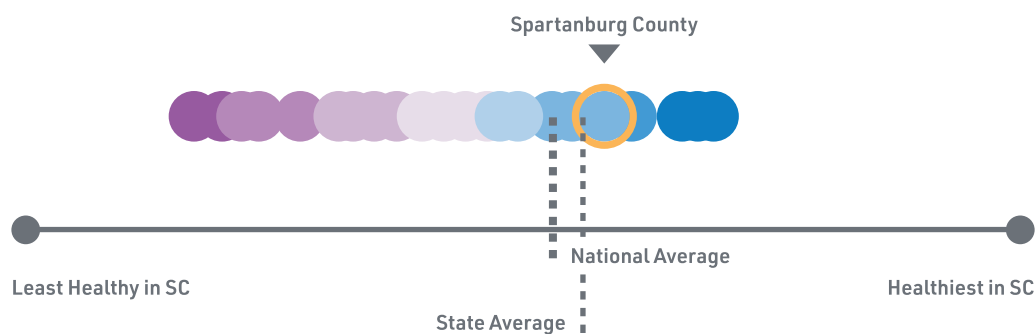 Spartanburg County
National Average
Least Healthy in SC
Healthiest in SC
State Average